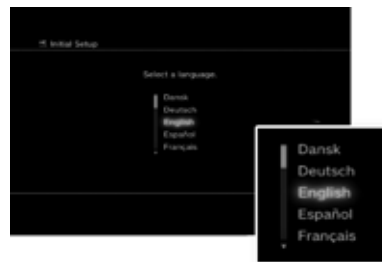 Initial Setup
Select a language.
Dansk
Deutsch
English
Español
Français
Dansk
Deutsch
English
Español
Français